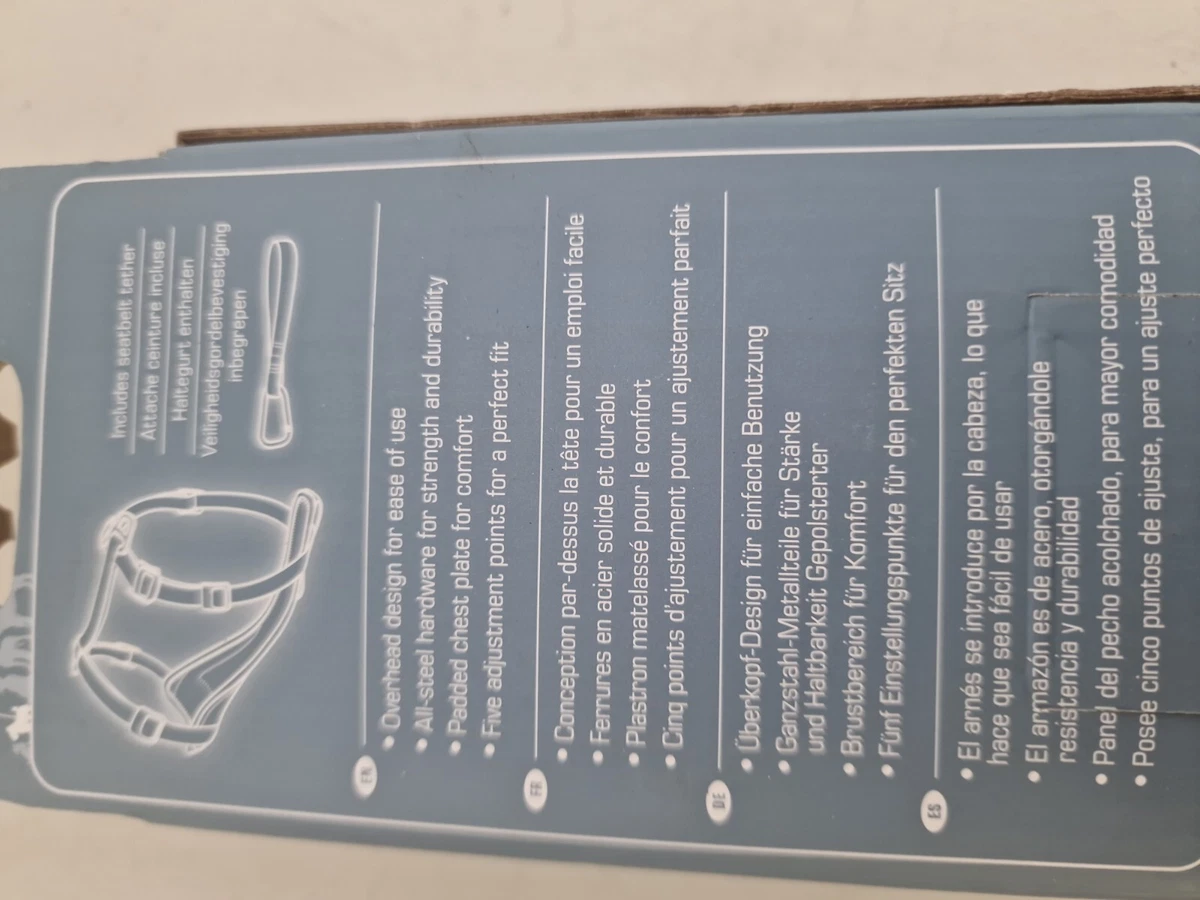 Includes seatbelt tether
Attache ceinture incluse
Haltegurt enthalten
Veiligheidsgordelbevestiging
inbegrepen
EN
• Overhead design for ease of use
• All-steel hardware for strength and durability
• Padded chest plate for comfort
• Five adjustment points for a perfect fit
FR
• Conception par-dessus la tête pour un emploi facile
• Ferrures en acier solide et durable
• Plastron matelassé pour le confort
• Cinq points d'ajustement pour un ajustement parfait
DE
• Überkopf-Design für einfache Benutzung
• Ganzstahl-Metallteile für Stärke
und Haltbarkeit Gepolsterter
• Brustbereich für Komfort
• Fünf Einstellungspunkte für den perfekten Sitz
ES
• El arnés se introduce por la cabeza, lo que
hace que sea fácil de usar
• El armazón es de acero, otorgándole
resistencia y durabilidad
• Panel del pecho acolchado, para mayor comodidad
• Posee cinco puntos de ajuste, para un ajuste perfecto